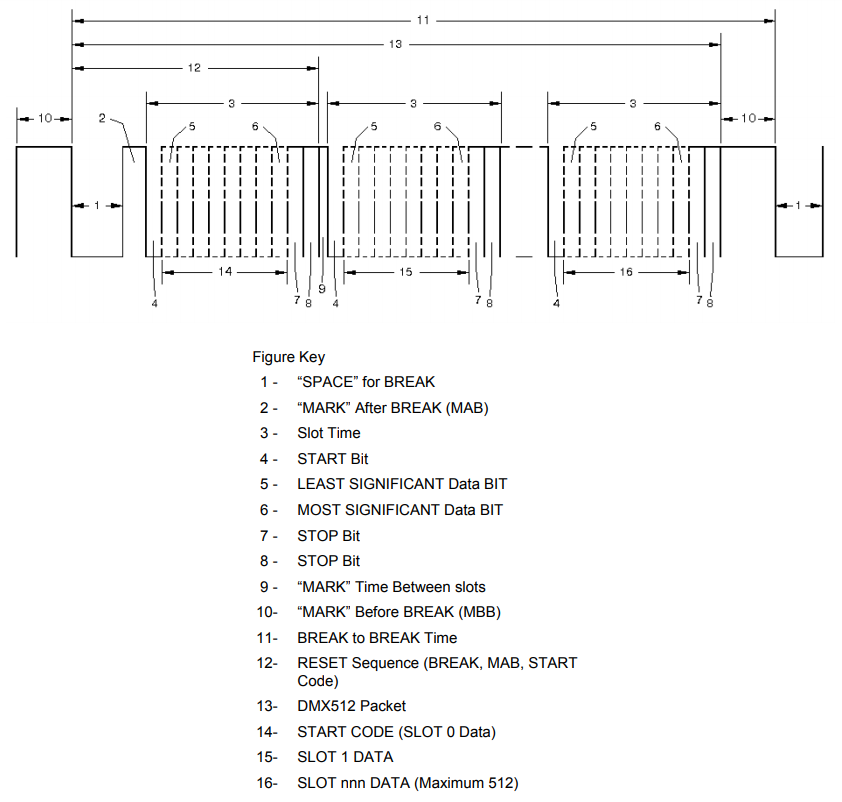 11
13
12
3 3 3
10 2 5 6 5 6 5 6 10
1 1
14 15 16
4 7 8 9 4 7 8 4 7 8
Figure Key
1 - “SPACE” for BREAK
2 - “MARK” After BREAK (MAB)
3 - Slot Time
4 - START Bit
5 - LEAST SIGNIFICANT Data BIT
6 - MOST SIGNIFICANT Data BIT
7 - STOP Bit
8 - STOP Bit
9 - “MARK” Time Between slots
10- “MARK” Before BREAK (MBB)
11- BREAK to BREAK Time
12- RESET Sequence (BREAK, MAB, START
Code)
13- DMX512 Packet
14- START CODE (SLOT 0 Data)
15- SLOT 1 DATA
16- SLOT nnn DATA (Maximum 512)